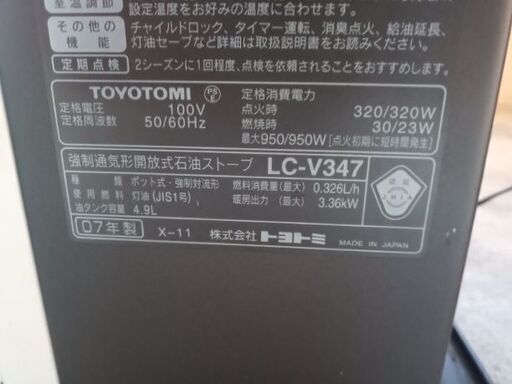 室温調節
設定温度をお好みの温度に合わせます。
その他の
機能
チャイルドロック、タイマー運転、消臭点火、給油延長、
灯油セーブなど詳細は取扱説明書をお読みください。
定期点検
2シーズンに1回程度、点検を依頼されることをおすすめします
TOYOTOMI
PS
E
定格電圧 100V
定格周波数 50/60Hz
定格消費電力
点火時 320/320W
燃焼時 30/23W
最大950/950W[点火初期に短時間発生]
強制通気形開放式石油ストーブ LC-V347
種類 ポット式・強制対流形
使用燃料 灯油(JIS1号)
油タンク容量 4.9L
燃料消費量(最大) 0.326L/h
暖房出力(最大) 3.36kW
JHIA
07年製
X-11
株式会社トヨトミ
MADE IN JAPAN